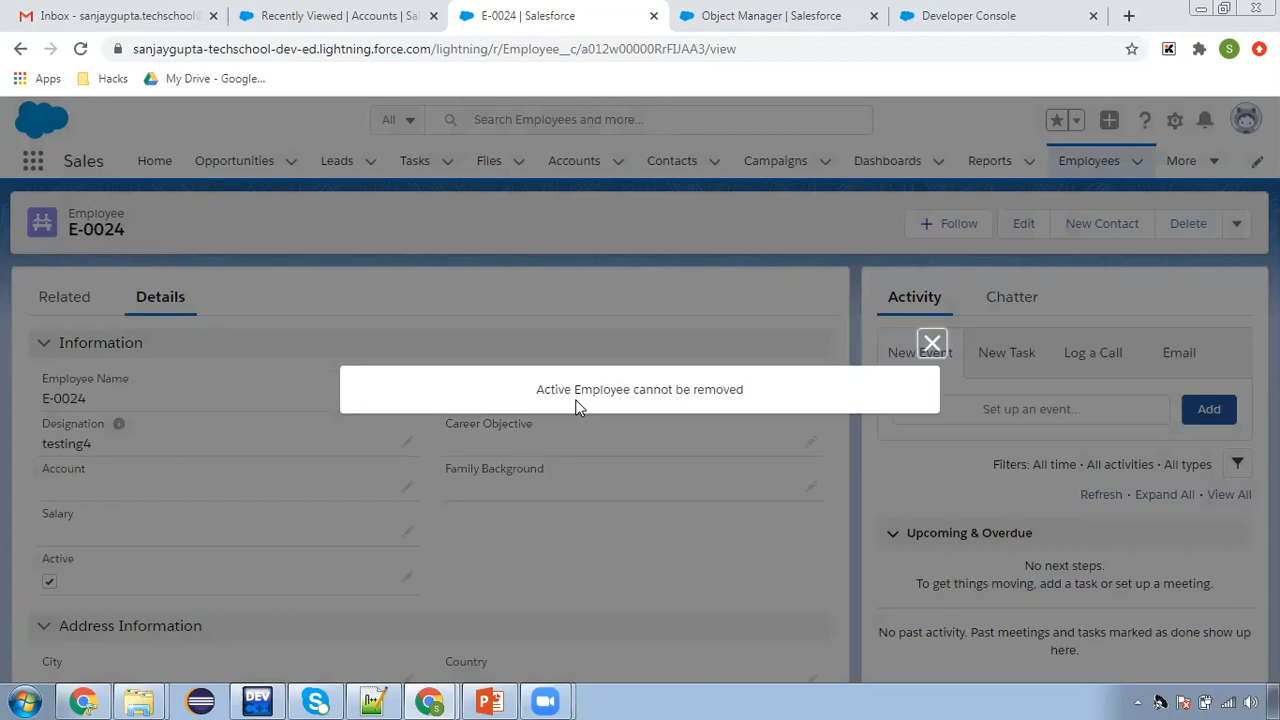 Inbox - sanjaygupta.techschool@
Recently Viewed | Accounts | Sal
E-0024 | Salesforce
Object Manager | Salesforce
Developer Console
sanjaygupta-techschool-dev-ed.lightning.force.com/lightning/r/Employee__c/a012w00000RrFIJAA3/view
S
Apps
Hacks
My Drive - Google...
All
Search Employees and more...
Sales
Home
Opportunities
Leads
Tasks
Files
Accounts
Contacts
Campaigns
Dashboards
Reports
Employees
More
Employee
E-0024
Follow
Edit
New Contact
Delete
Related
Details
Activity
Chatter
Information
New Event
New Task
Log a Call
Email
Employee Name
E-0024
Active Employee cannot be removed
Set up an event...
Add
Designation
testing4
Career Objective
Account
Family Background
Filters: All time • All activities • All types
Refresh • Expand All • View All
Salary
Upcoming & Overdue
Active
No next steps.
To get things moving, add a task or set up a meeting.
Address Information
No past activity. Past meetings and tasks marked as done show up
here.
City
Country
DEV
C++